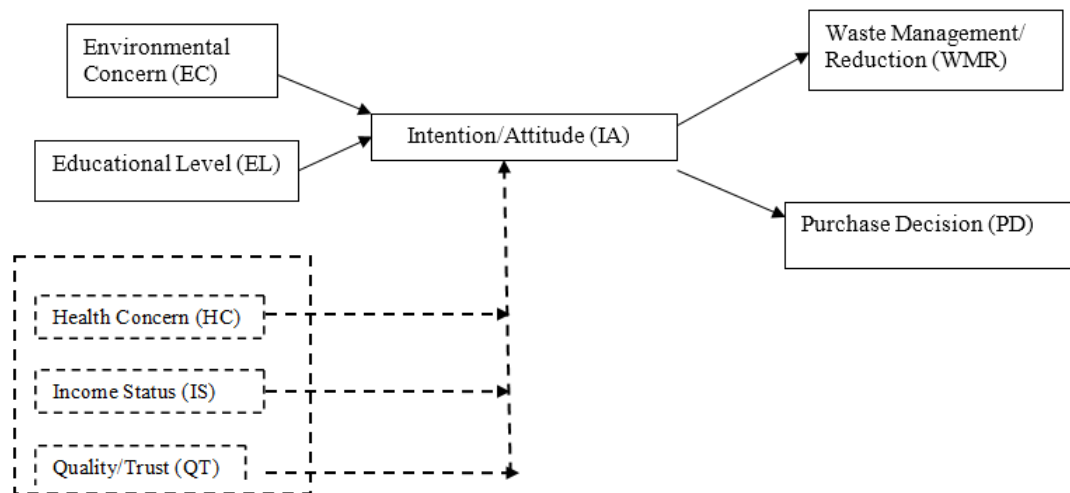 Environmental
Concern (EC)
Waste Management/
Reduction (WMR)
Intention/Attitude (IA)
Educational Level (EL)
Purchase Decision (PD)
Health Concern (HC)
Income Status (IS)
Quality/Trust (QT)